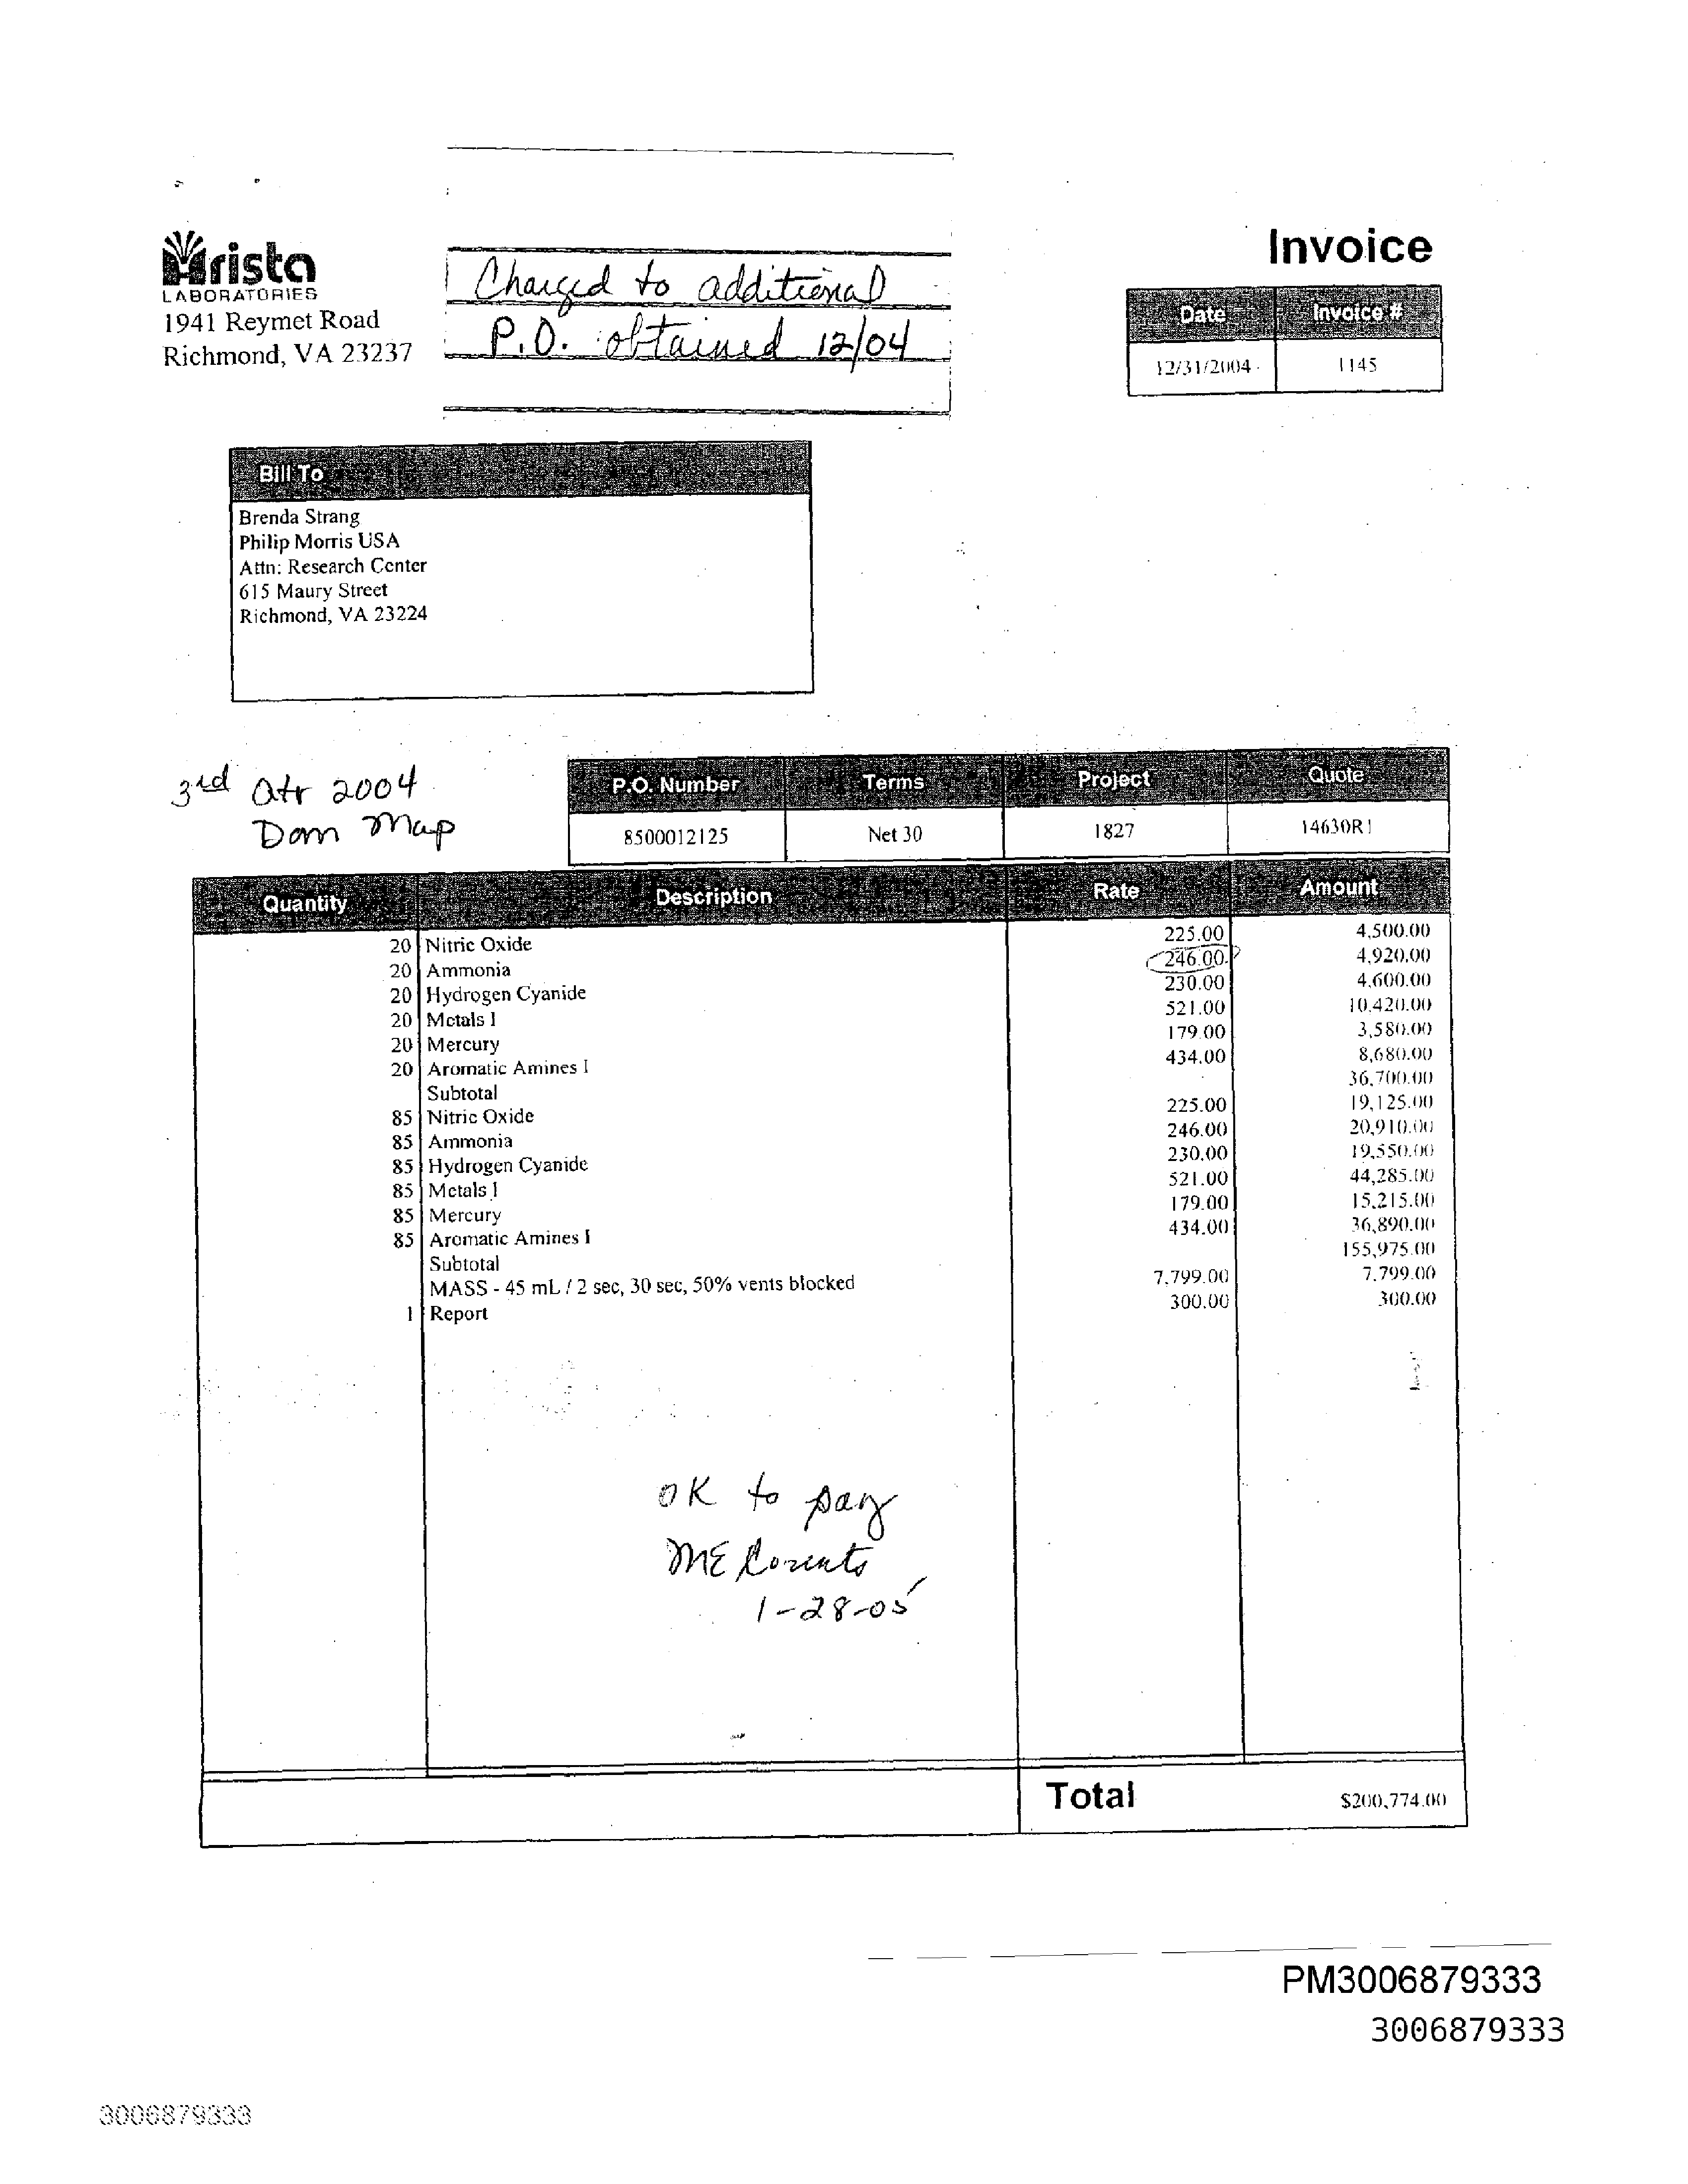 Arista
LABORATORIES
1941 Reymet Road
Richmond, VA 23237
Charged to additional
P.O. obtained 12/04
Invoice
Date Invoice #
12/31/2004 1145
Bill To
Brenda Strang
Philip Morris USA
Attn: Research Center
615 Maury Street
Richmond, VA 23224
3rd Qtr 2004
Dom Map
P.O. Number Terms Project Quote
8500012125 Net 30 1827 14630R1
Quantity Description Rate Amount
20 Nitric Oxide 225.00 4,500.00
20 Ammonia 246.00 4,920.00
20 Hydrogen Cyanide 230.00 4,600.00
20 Metals I 521.00 10,420.00
20 Mercury 179.00 3,580.00
20 Aromatic Amines I 434.00 8,680.00
Subtotal 36,700.00
85 Nitric Oxide 225.00 19,125.00
85 Ammonia 246.00 20,910.00
85 Hydrogen Cyanide 230.00 19,550.00
85 Metals I 521.00 44,285.00
85 Mercury 179.00 15,215.00
85 Aromatic Amines I 434.00 36,890.00
Subtotal 155,975.00
MASS - 45 mL / 2 sec, 30 sec, 50% vents blocked 7,799.00 7,799.00
1 Report 300.00 300.00
OK to pay
ME
1-28-05
Total $200,774.00
PM3006879333
3006879333
3006879333